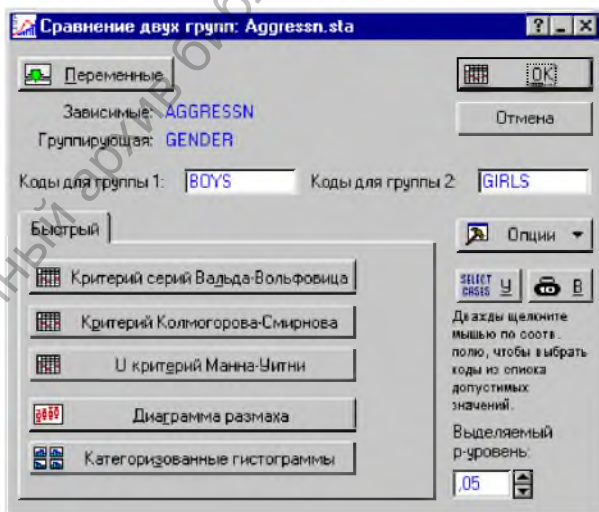 Сравнение двух групп: Aggressn.sta
Переменные
OK
Зависимые: AGGRESSN
Отмена
Группирующая: GENDER
Коды для группы 1: BOYS
Коды для группы 2: GIRLS
Быстрый
Опции
Критерий серий Вальда-Вольфовица
SELECT CASES У
В
Критерий Колмогорова-Смирнова
Дважды щелкните
мышью по соотв.
полю, чтобы выбрать
коды из списка
допустимых
значений.
U критерий Манна-Уитни
Диаграмма размаха
Категоризованные гистограммы
Выделяемый
р-уровень:
,05
архив